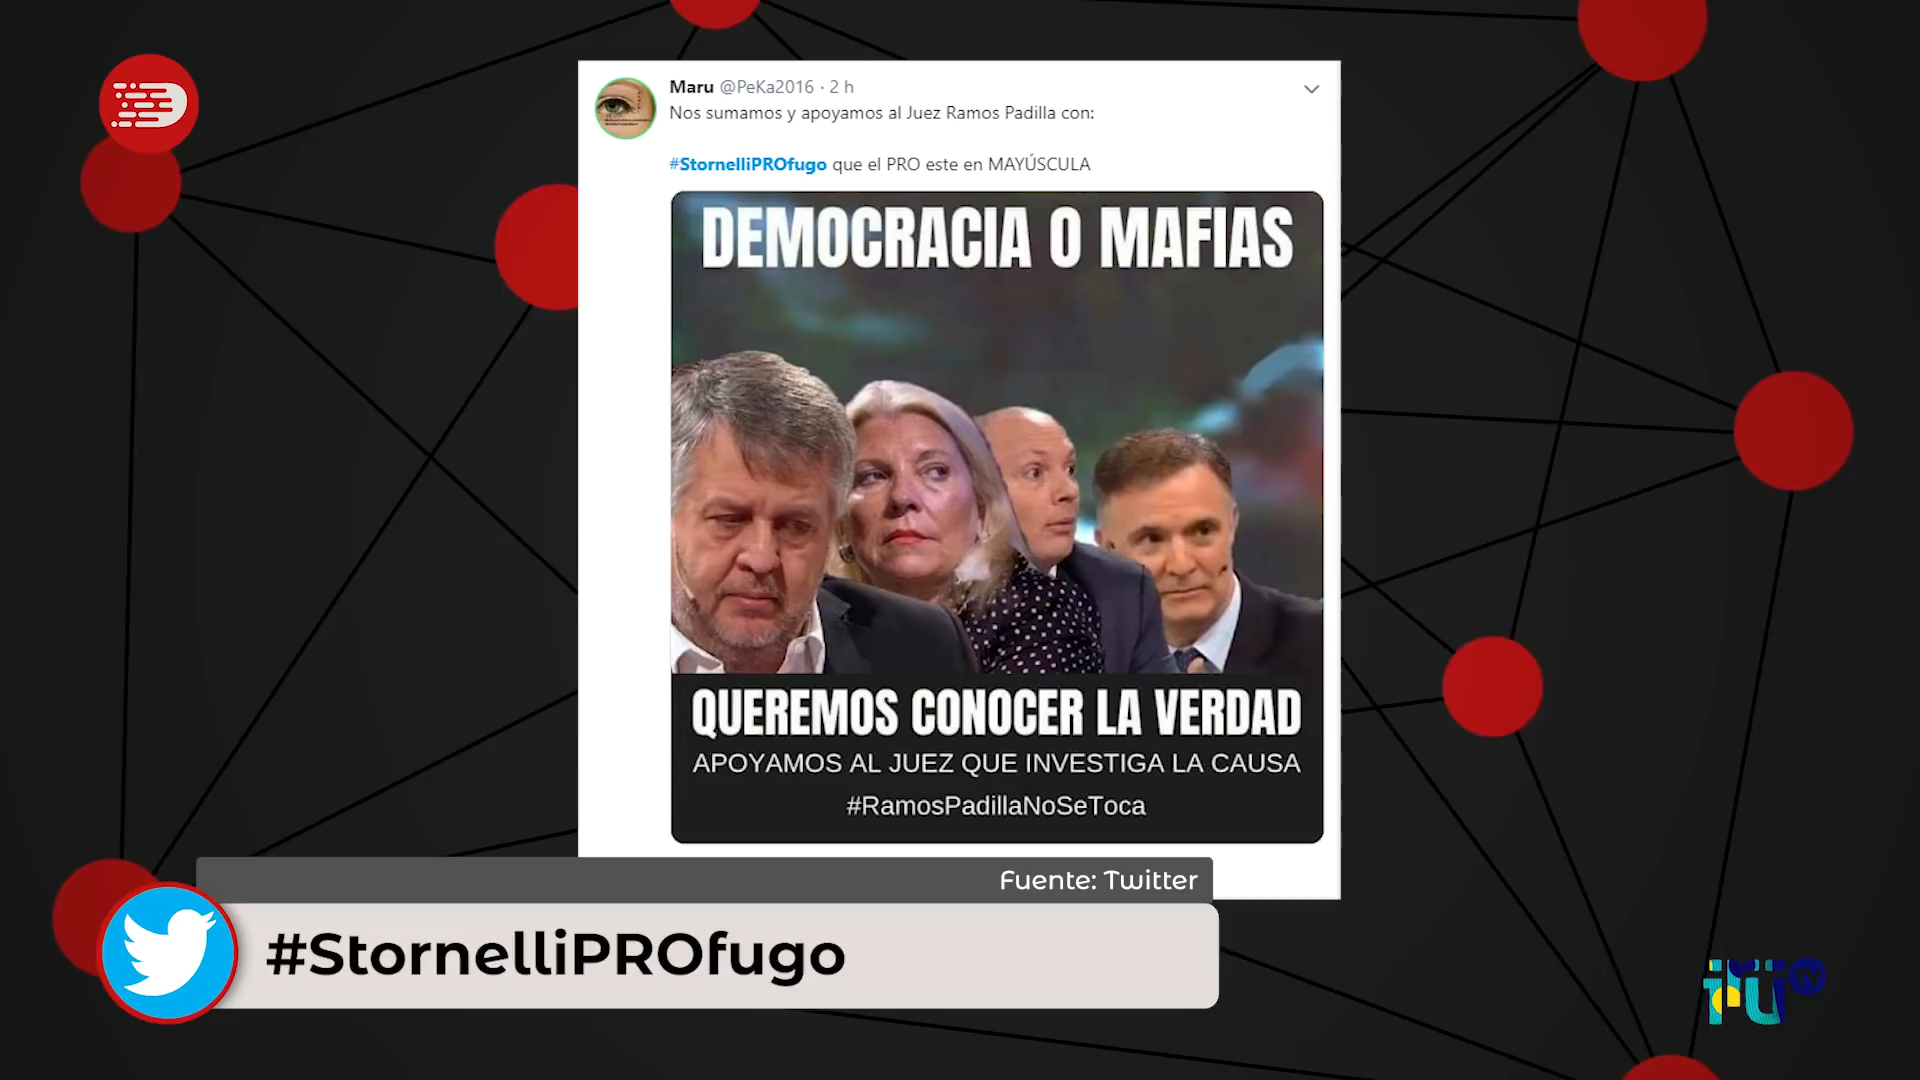 Maru @PeKa2016 · 2 h
Nos sumamos y apoyamos al Juez Ramos Padilla con:
#StornelliPROfugo que el PRO este en MAYÚSCULA
DEMOCRACIA O MAFIAS
QUEREMOS CONOCER LA VERDAD
APOYAMOS AL JUEZ QUE INVESTIGA LA CAUSA
#RamosPadillaNoSeToca
Fuente: Twitter
#StornelliPROfugo